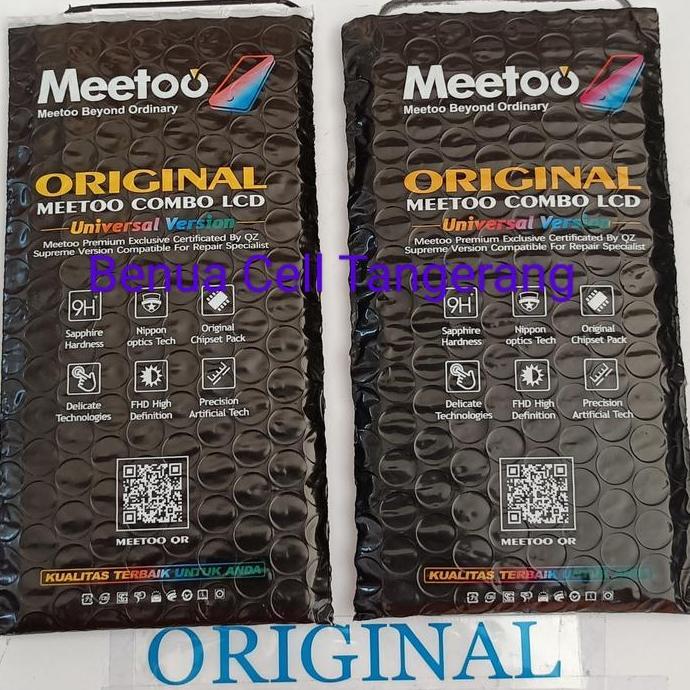 Meetoo
Meetoo Beyond Ordinary
ORIGINAL
MEETOO COMBO LCD
Universal Version
Meetoo Premium Exclusive Certificated By QZ
Supreme Version Compatible For Repair Specialist
9H
Sapphire Hardness
Nippon optics Tech
Original Chipset Pack
Delicate Technologies
FHD High Definition
Precision Artificial Tech
MEETOO QR
KUALITAS TERBAIK UNTUK ANDA
Meetoo
Meetoo Beyond Ordinary
ORIGINAL
MEETOO COMBO LCD
Universal Version
Meetoo Premium Exclusive Certificated By QZ
Supreme Version Compatible For Repair Specialist
9H
Sapphire Hardness
Nippon optics Tech
Original Chipset Pack
Delicate Technologies
FHD High Definition
Precision Artificial Tech
MEETOO QR
KUALITAS TERBAIK UNTUK ANDA
Benua Cell Tangerang
ORIGINAL